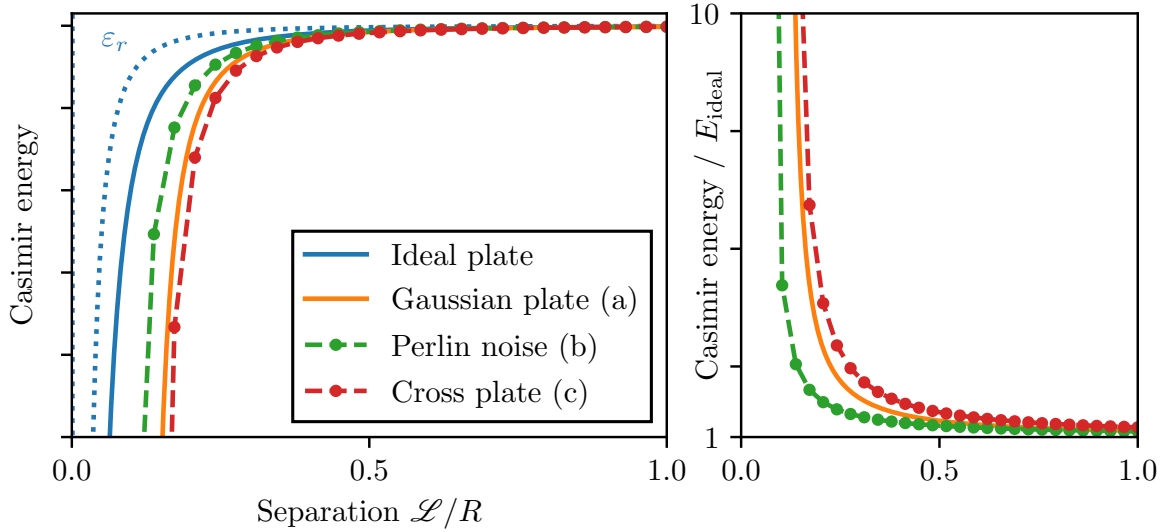 εᵣ
Casimir energy
Ideal plate
Gaussian plate (a)
Perlin noise (b)
Cross plate (c)
0.0 0.5 1.0
Separation ℒ/R
Casimir energy / E_ideal
10
1
0.0 0.5 1.0